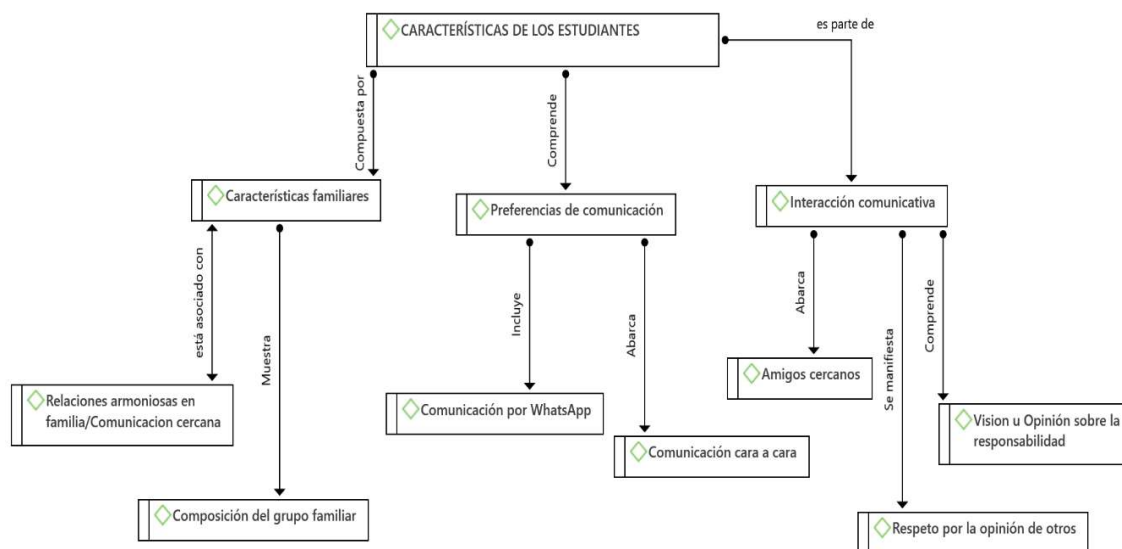 CARACTERÍSTICAS DE LOS ESTUDIANTES
es parte de
Compuesta por
Comprende
Características familiares
Preferencias de comunicación
Interacción comunicativa
está asociado con
Muestra
Incluye
Abarca
Abarca
Se manifiesta
Comprende
Relaciones armoniosas en
familia/Comunicacion cercana
Comunicación por WhatsApp
Amigos cercanos
Vision u Opinión sobre la
responsabilidad
Comunicación cara a cara
Composición del grupo familiar
Respeto por la opinión de otros